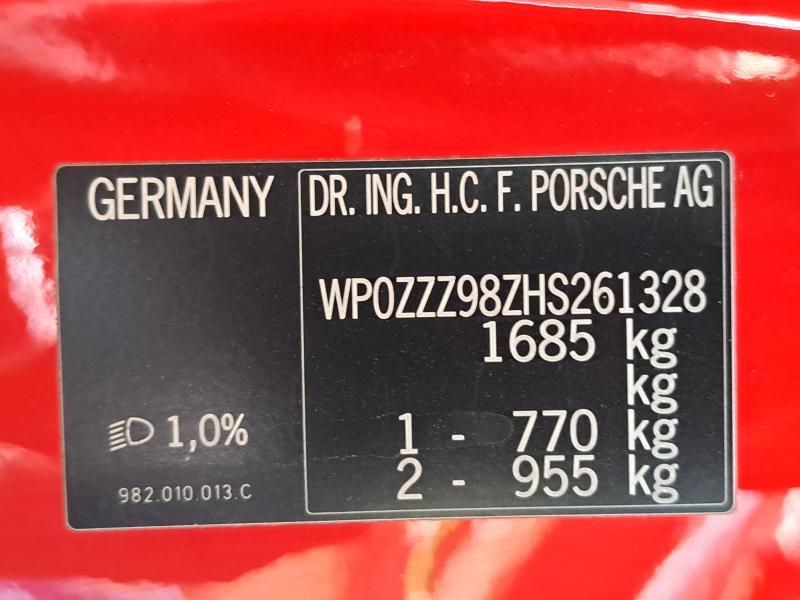 GERMANY
DR. ING. H.C. F. PORSCHE AG
WP0ZZZ98ZHS261328
1685 kg
kg
1 - 770 kg
2 - 955 kg
1,0%
982.010.013.C